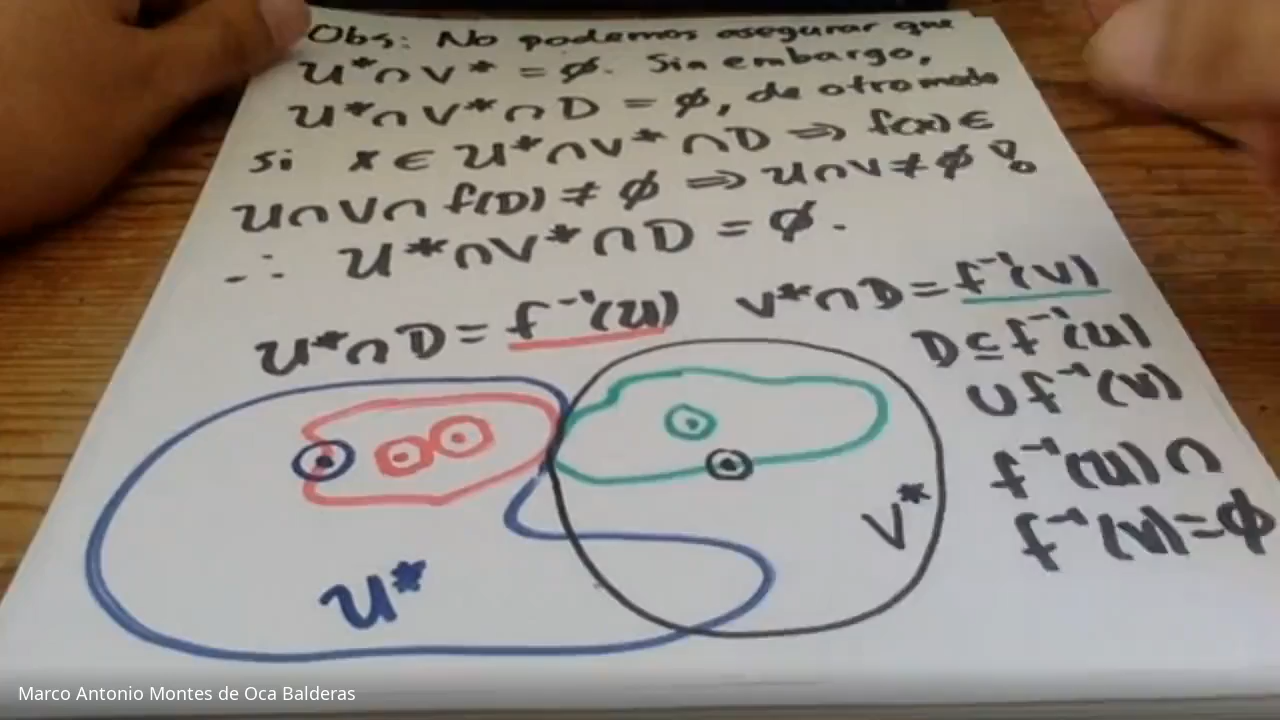 Obs: No podemos asegurar que
U*∩V* = ∅. Sin embargo,
U*∩V*∩D = ∅, de otro modo
si x ∈ U*∩V*∩D ⇒ f(x) ∈
U∩V∩f(D) ≠ ∅ ⇒ U∩V ≠ ∅ !
∴ U*∩V*∩D = ∅.
U*∩D = f⁻¹(U) V*∩D = f⁻¹(V)
D ⊆ f⁻¹(U)
∪ f⁻¹(V)
f⁻¹(U) ∩
f⁻¹(V) = ∅
V*
U*
Marco Antonio Montes de Oca Balderas